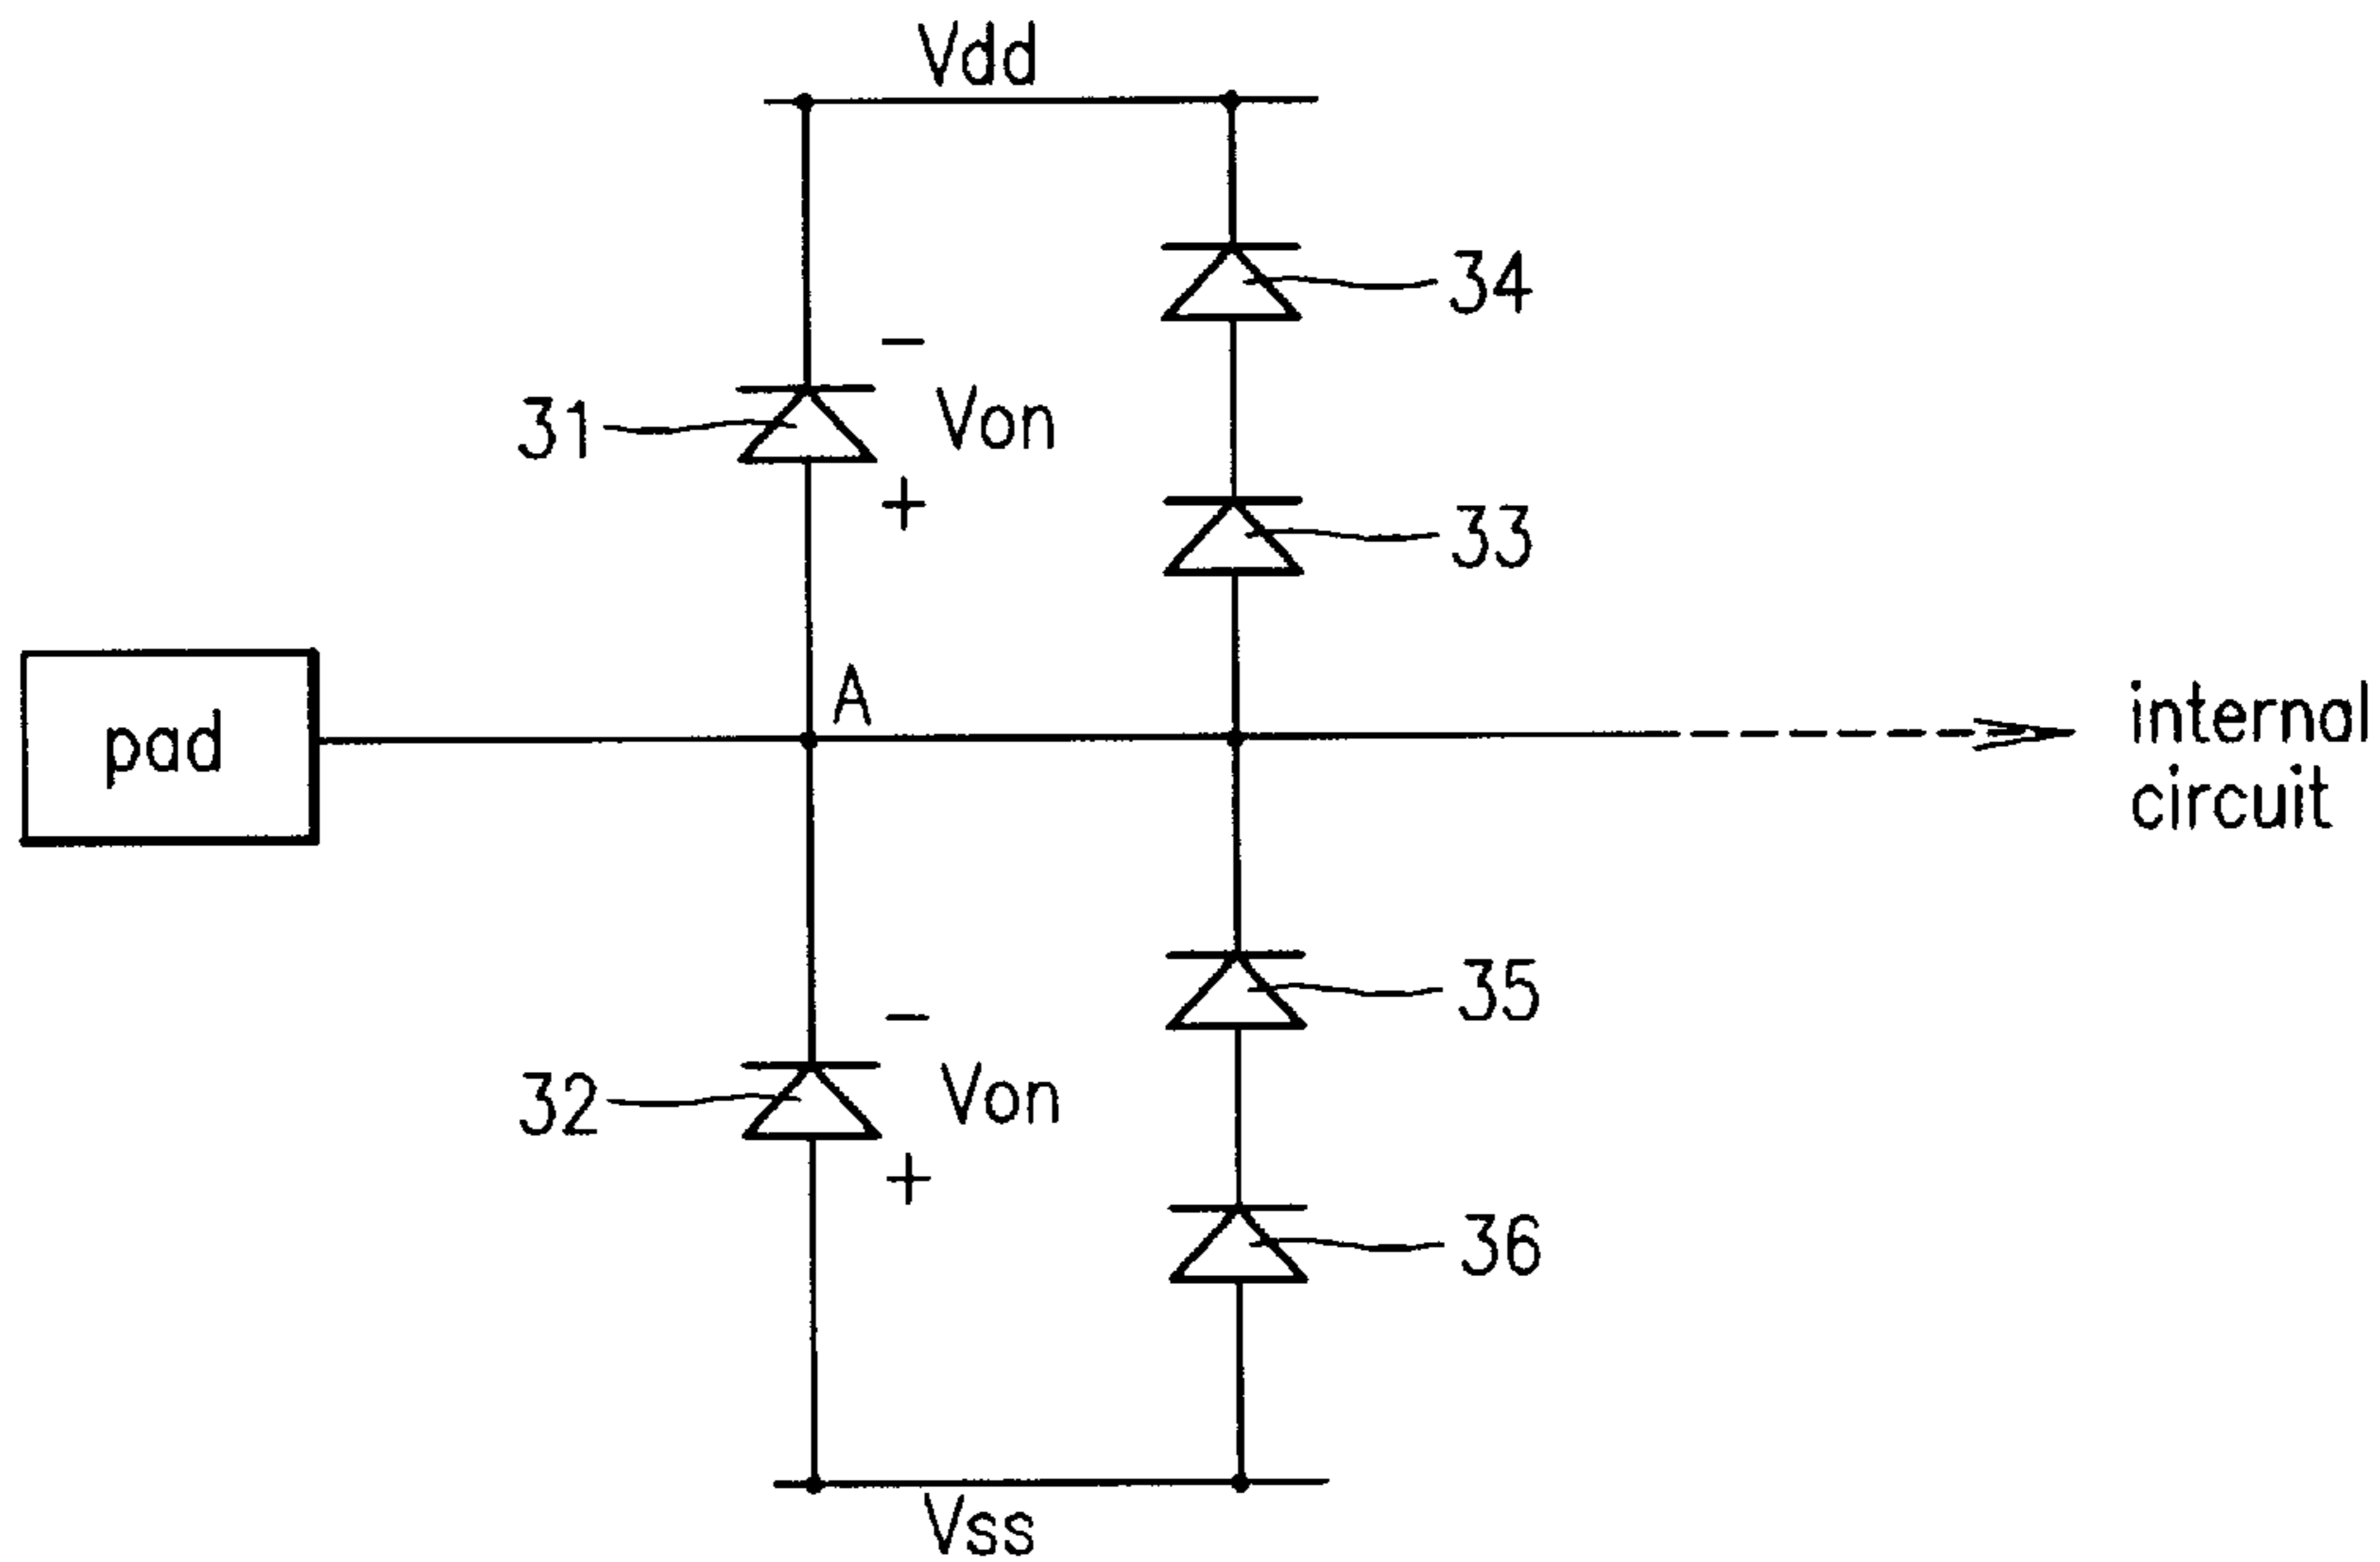 Vdd
34
−
31
Von
+
33
A
pad
internal
circuit
35
−
32
Von
+
36
Vss